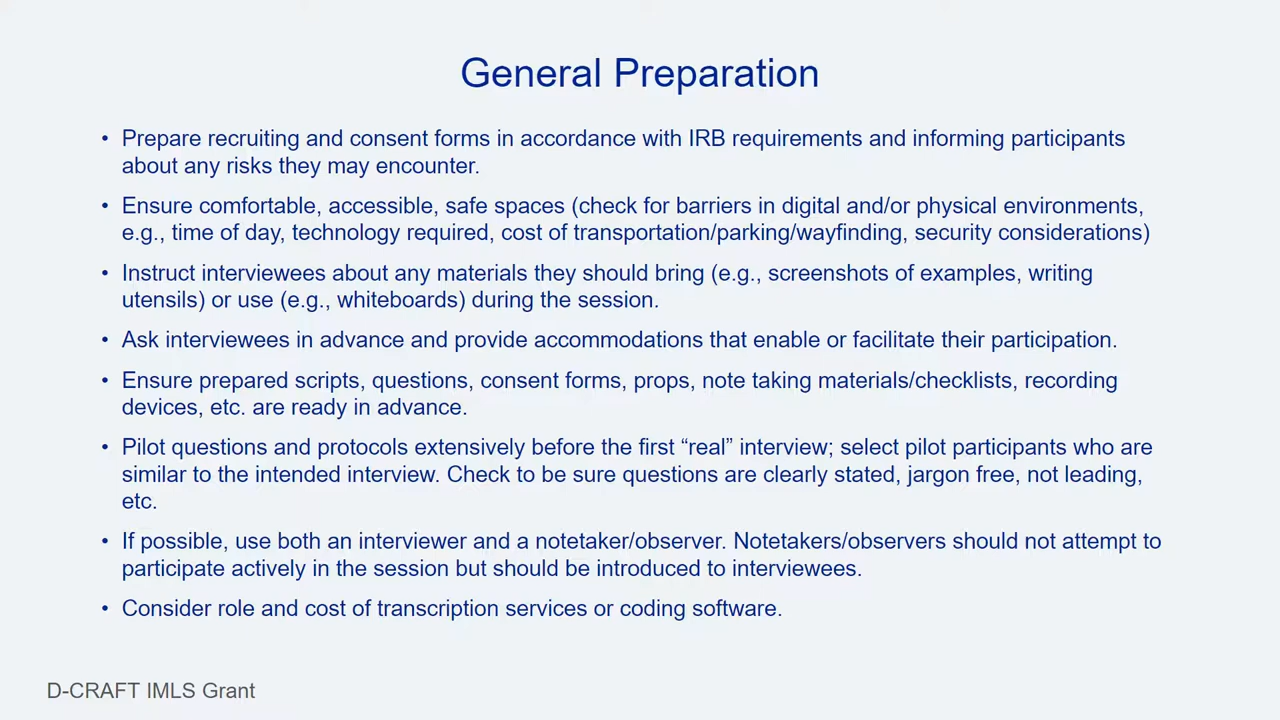 General Preparation
• Prepare recruiting and consent forms in accordance with IRB requirements and informing participants
about any risks they may encounter.
• Ensure comfortable, accessible, safe spaces (check for barriers in digital and/or physical environments,
e.g., time of day, technology required, cost of transportation/parking/wayfinding, security considerations)
• Instruct interviewees about any materials they should bring (e.g., screenshots of examples, writing
utensils) or use (e.g., whiteboards) during the session.
• Ask interviewees in advance and provide accommodations that enable or facilitate their participation.
• Ensure prepared scripts, questions, consent forms, props, note taking materials/checklists, recording
devices, etc. are ready in advance.
• Pilot questions and protocols extensively before the first “real” interview; select pilot participants who are
similar to the intended interview. Check to be sure questions are clearly stated, jargon free, not leading,
etc.
• If possible, use both an interviewer and a notetaker/observer. Notetakers/observers should not attempt to
participate actively in the session but should be introduced to interviewees.
• Consider role and cost of transcription services or coding software.
D-CRAFT IMLS Grant